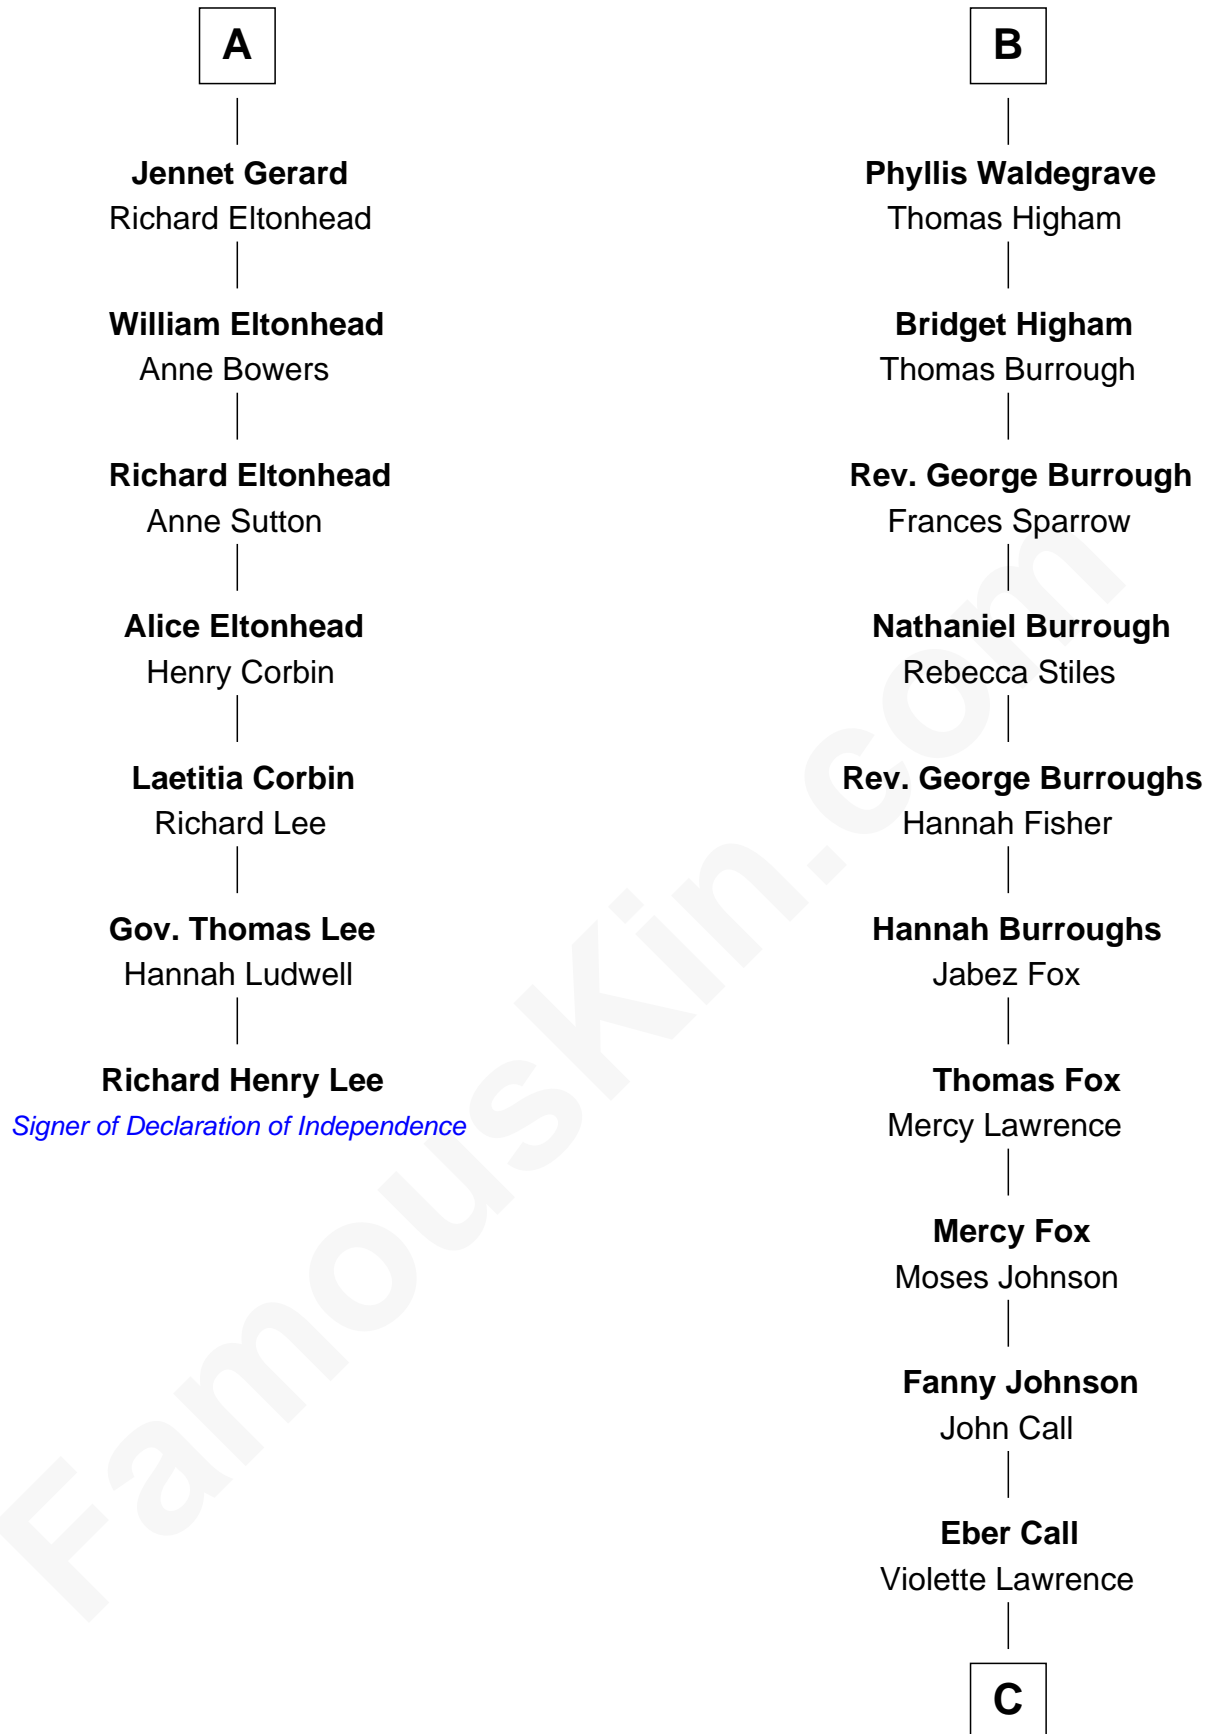 A
Jennet Gerard
Richard Eltonhead
William Eltonhead
Anne Bowers
Richard Eltonhead
Anne Sutton
Alice Eltonhead
Henry Corbin
Laetitia Corbin
Richard Lee
Gov. Thomas Lee
Hannah Ludwell
Richard Henry Lee
Signer of Declaration of Independence
B
Phyllis Waldegrave
Thomas Higham
Bridget Higham
Thomas Burrough
Rev. George Burrough
Frances Sparrow
Nathaniel Burrough
Rebecca Stiles
Rev. George Burroughs
Hannah Fisher
Hannah Burroughs
Jabez Fox
Thomas Fox
Mercy Lawrence
Mercy Fox
Moses Johnson
Fanny Johnson
John Call
Eber Call
Violette Lawrence
C
FamousKin.com